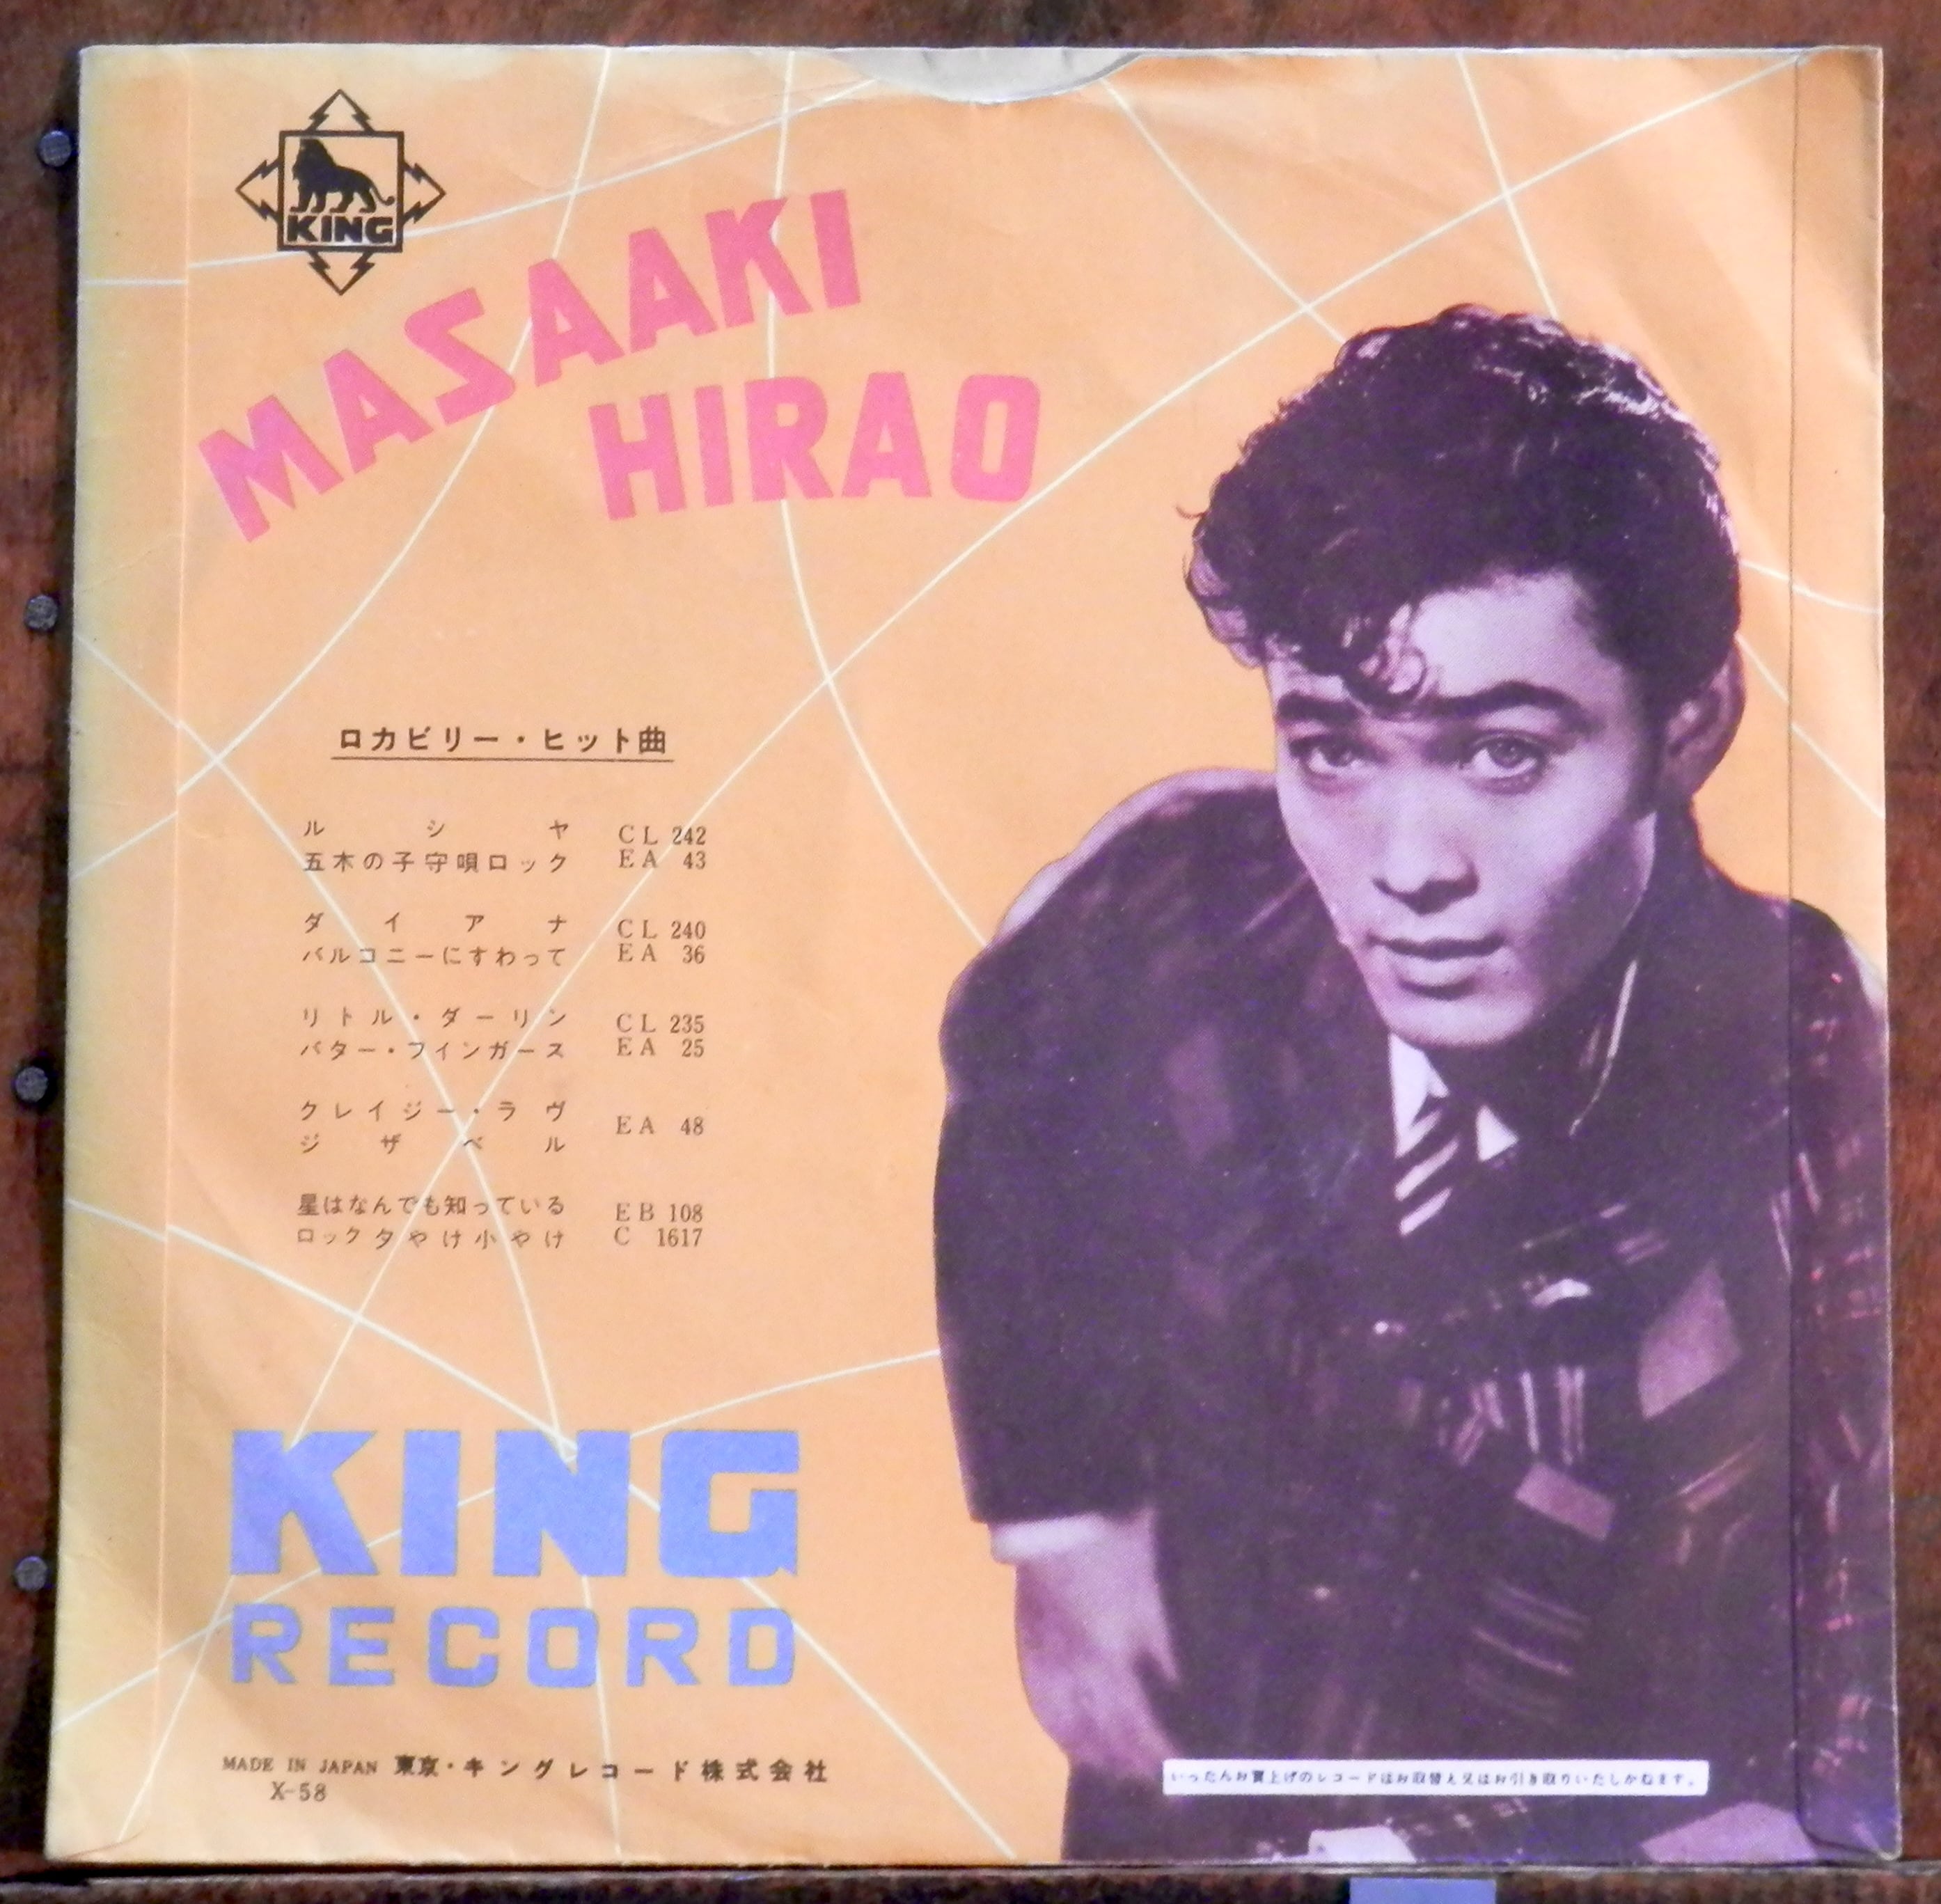 KING
MASAAKI
HIRAO
ロカビリー・ヒット曲
ルシヤ CL 242
五木の子守唄ロック EA 43
ダイアナ CL 240
バルコニーにすわって EA 36
リトル・ダーリン CL 235
バター・フインガース EA 25
クレイジー・ラヴ
ジザベル EA 48
星はなんでも知っている EB 108
ロック夕やけ小やけ C 1617
KING
RECORD
MADE IN JAPAN 東京・キングレコード株式会社
X-58
いったんお買上げのレコードはお取替え又はお引き取りいたしかねます。